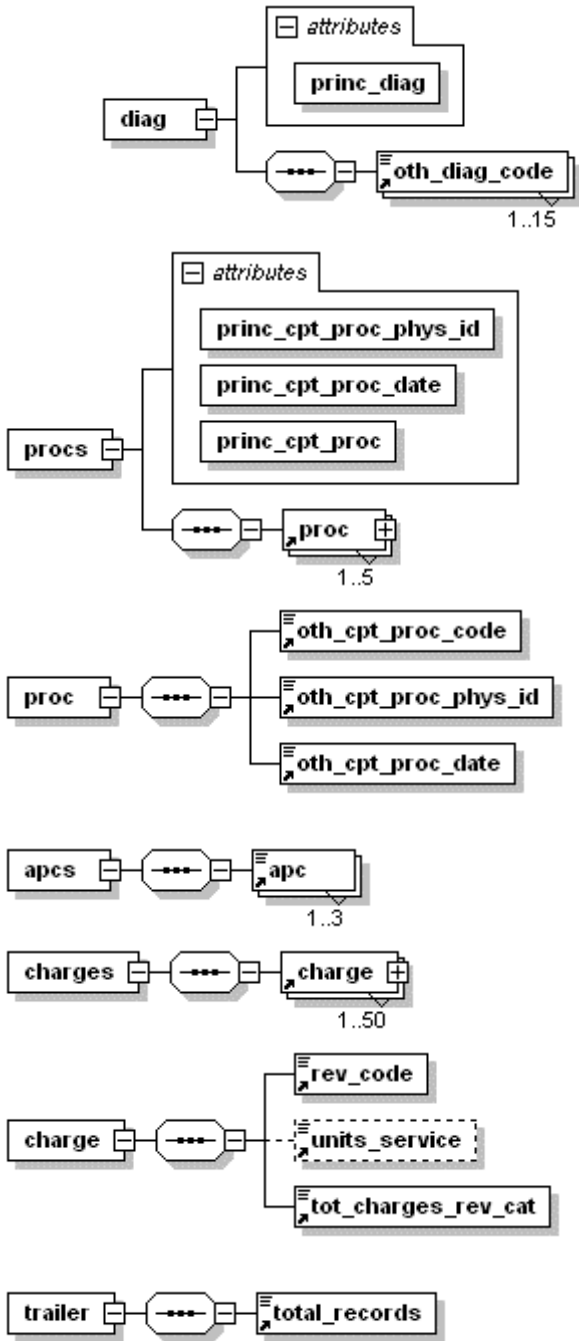 attributes
princ_diag
diag
oth_diag_code
1..15
attributes
princ_cpt_proc_phys_id
princ_cpt_proc_date
princ_cpt_proc
procs
proc
1..5
oth_cpt_proc_code
proc
oth_cpt_proc_phys_id
oth_cpt_proc_date
apcs
apc
1..3
charges
charge
1..50
rev_code
charge
units_service
tot_charges_rev_cat
trailer
total_records